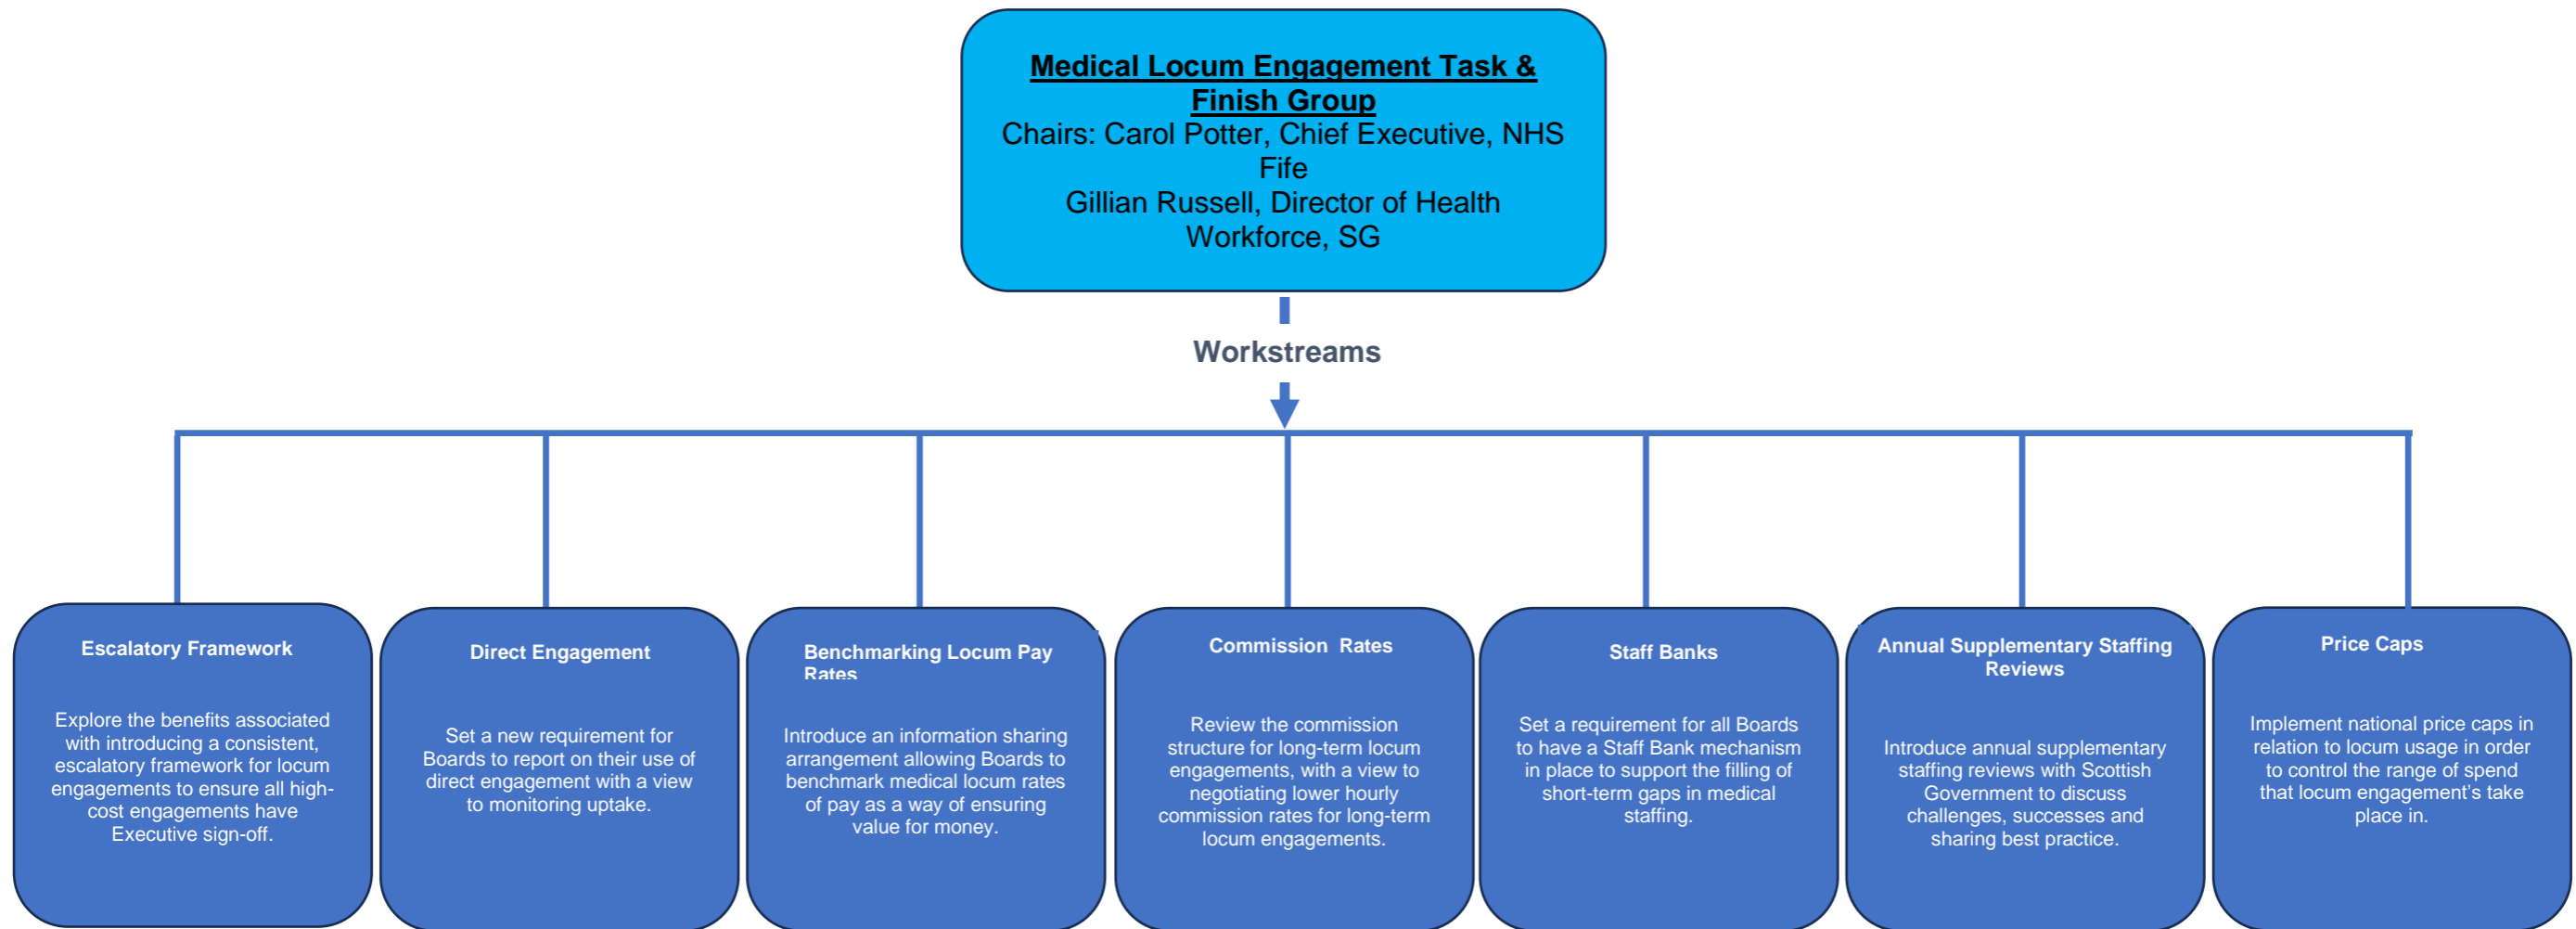 Medical Locum Engagement Task &
Finish Group
Chairs: Carol Potter, Chief Executive, NHS
Fife
Gillian Russell, Director of Health
Workforce, SG
Workstreams
Escalatory Framework
Explore the benefits associated
with introducing a consistent,
escalatory framework for locum
engagements to ensure all high-
cost engagements have
Executive sign-off.
Direct Engagement
Set a new requirement for
Boards to report on their use of
direct engagement with a view
to monitoring uptake.
Benchmarking Locum Pay
Rates
Introduce an information sharing
arrangement allowing Boards to
benchmark medical locum rates
of pay as a way of ensuring
value for money.
Commission Rates
Review the commission
structure for long-term locum
engagements, with a view to
negotiating lower hourly
commission rates for long-term
locum engagements.
Staff Banks
Set a requirement for all Boards
to have a Staff Bank mechanism
in place to support the filling of
short-term gaps in medical
staffing.
Annual Supplementary Staffing
Reviews
Introduce annual supplementary
staffing reviews with Scottish
Government to discuss
challenges, successes and
sharing best practice.
Price Caps
Implement national price caps in
relation to locum usage in order
to control the range of spend
that locum engagement's take
place in.